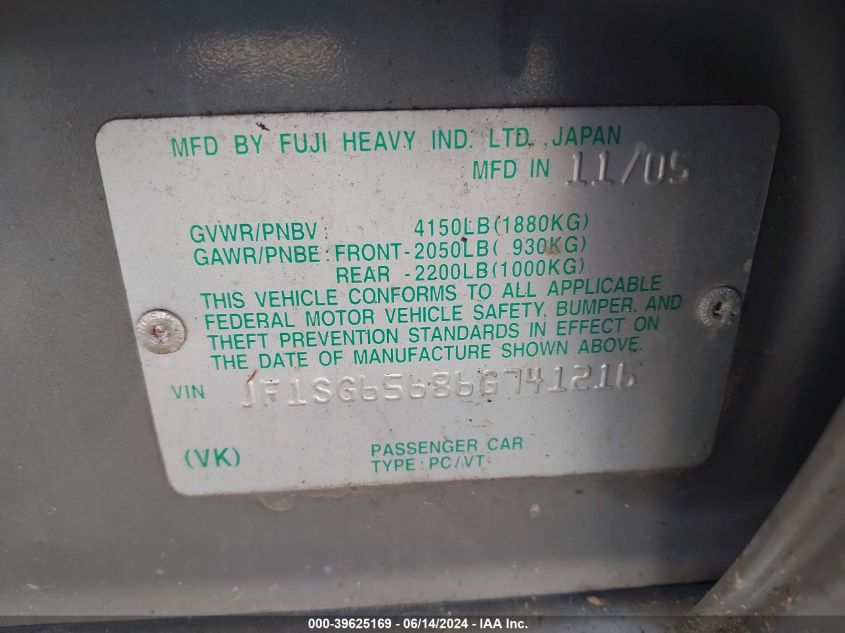 MFD BY FUJI HEAVY IND. LTD. JAPAN
MFD IN 11/05
GVWR/PNBV: 4150LB(1880KG)
GAWR/PNBE: FRONT-2050LB( 930KG)
REAR -2200LB(1000KG)
THIS VEHICLE CONFORMS TO ALL APPLICABLE
FEDERAL MOTOR VEHICLE SAFETY, BUMPER, AND
THEFT PREVENTION STANDARDS IN EFFECT ON
THE DATE OF MANUFACTURE SHOWN ABOVE.
VIN JF1SG65686G741216
(VK) PASSENGER CAR
TYPE: PC/VT
000-39625169 - 06/14/2024 - IAA Inc.